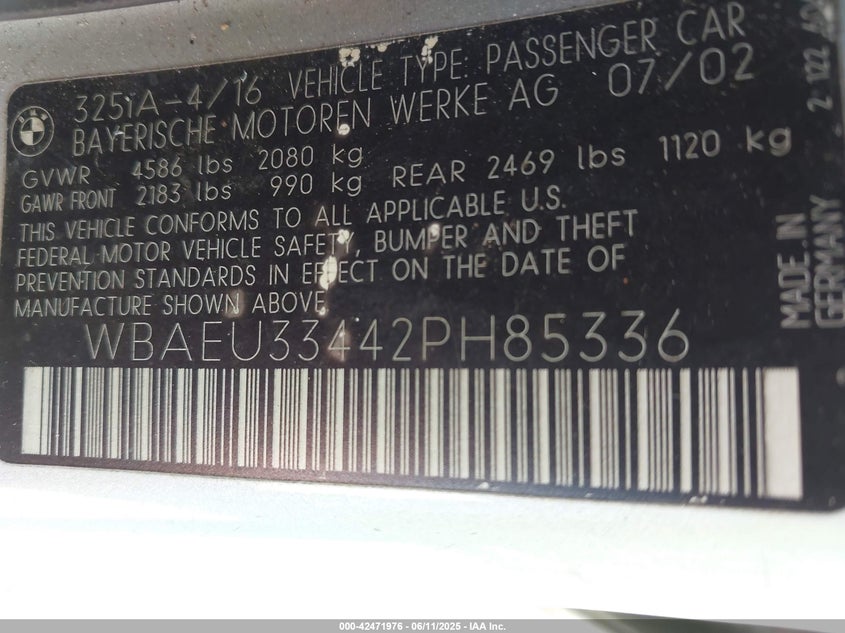 325iA-4/16 VEHICLE TYPE: PASSENGER CAR
BAYERISCHE MOTOREN WERKE AG 07/02
GVWR 4586 lbs 2080 kg
GAWR FRONT 2183 lbs 990 kg REAR 2469 lbs 1120 kg
THIS VEHICLE CONFORMS TO ALL APPLICABLE U.S.
FEDERAL MOTOR VEHICLE SAFETY, BUMPER AND THEFT
PREVENTION STANDARDS IN EFFECT ON THE DATE OF
MANUFACTURE SHOWN ABOVE
WBAEU33442PH85336
MADE IN
GERMANY
000-42471976 - 06/11/2025 - IAA Inc.